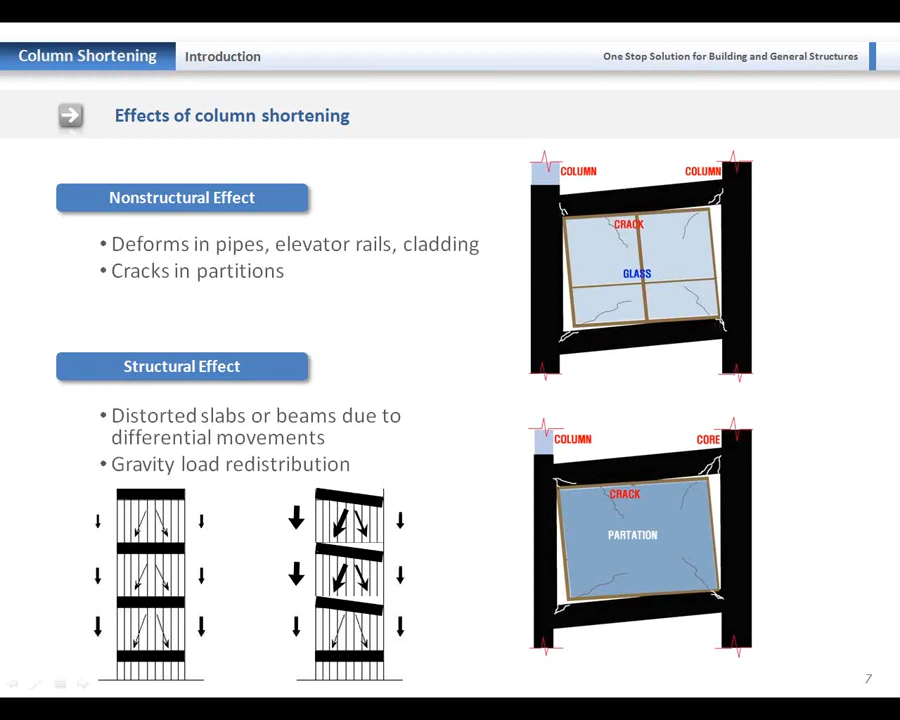 Column Shortening
Introduction
One Stop Solution for Building and General Structures
Effects of column shortening
Nonstructural Effect
• Deforms in pipes, elevator rails, cladding
• Cracks in partitions
Structural Effect
• Distorted slabs or beams due to
differential movements
• Gravity load redistribution
COLUMN
COLUMN
CRACK
GLASS
COLUMN
CORE
CRACK
PARTATION
7